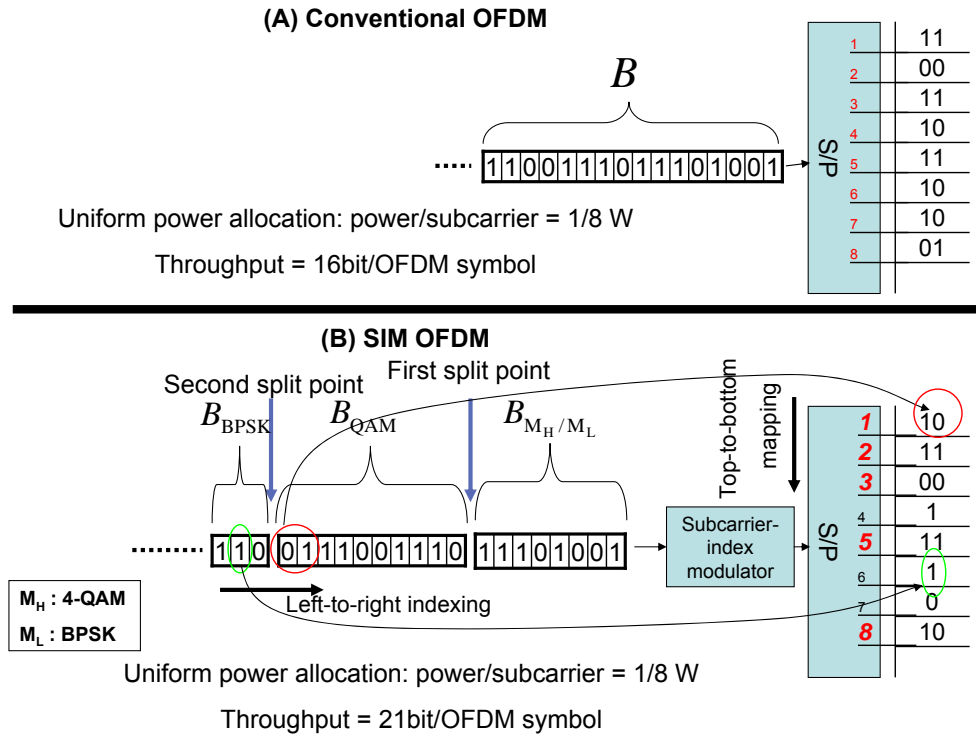 (A) Conventional OFDM
B
..... 1100111011101001
S/P
1 11
2 00
3 11
4 10
5 11
6 10
7 10
8 01
Uniform power allocation: power/subcarrier = 1/8 W
Throughput = 16bit/OFDM symbol
(B) SIM OFDM
Second split point
First split point
B_BPSK
B_QAM
B_M_H/M_L
Top-to-bottom
mapping
......... 110 0111001110 11101001
Left-to-right indexing
Subcarrier-
index
modulator
S/P
1 10
2 11
3 00
4 1
5 11
6 1
7 0
8 10
M_H : 4-QAM
M_L : BPSK
Uniform power allocation: power/subcarrier = 1/8 W
Throughput = 21bit/OFDM symbol